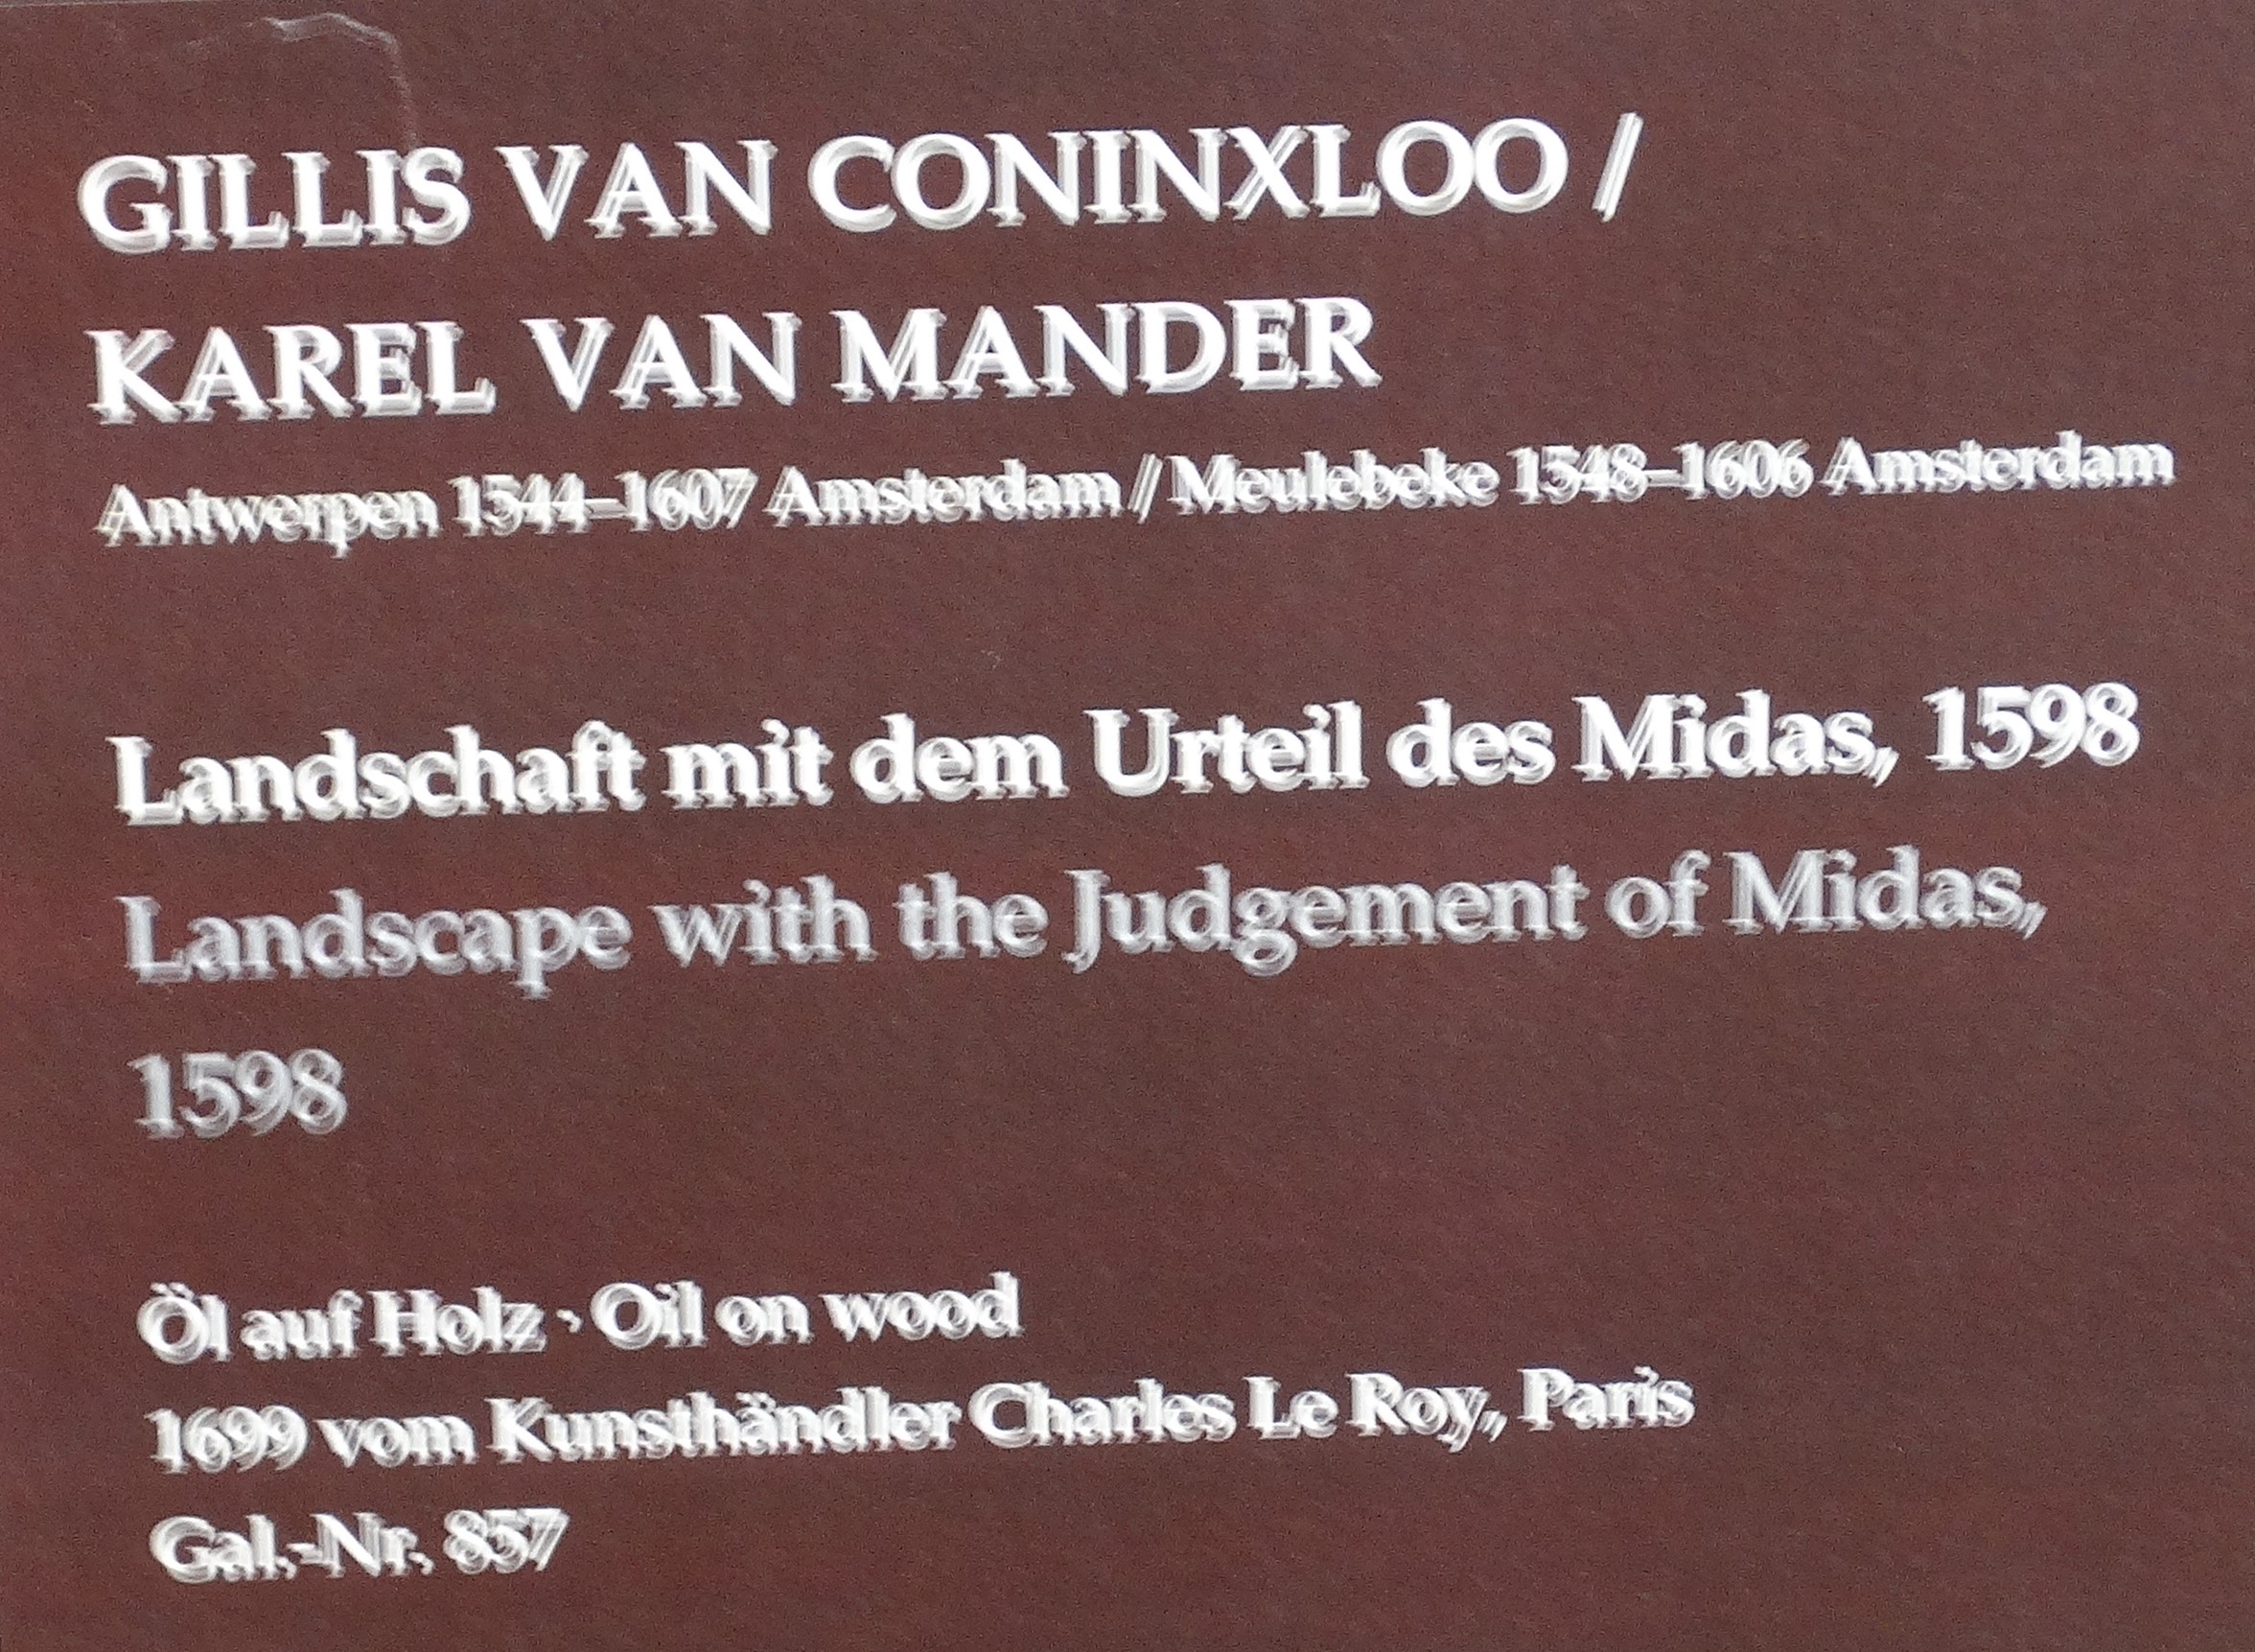 GILLIS VAN CONINXLOO /
KAREL VAN MANDER
Antwerpen 1544–1607 Amsterdam / Meulebeke 1548–1606 Amsterdam
Landschaft mit dem Urteil des Midas, 1598
Landscape with the Judgement of Midas,
1598
Öl auf Holz · Oil on wood
1699 vom Kunsthändler Charles Le Roy, Paris
Gal.-Nr. 857